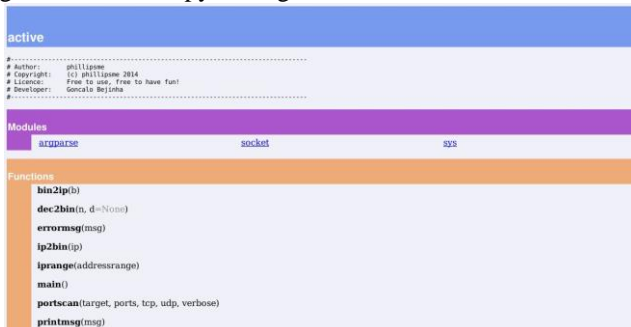 active
#-------------------------------------------------------------------------------
# Author: phillipsme
# Copyright: (c) phillipsme 2014
# Licence: Free to use, free to have fun!
# Developer: Goncalo Bejinha
#-------------------------------------------------------------------------------
Modules
argparse socket sys
Functions
bin2ip(b)
dec2bin(n, d=None)
errormsg(msg)
ip2bin(ip)
iprange(addressrange)
main()
portscan(target, ports, tcp, udp, verbose)
printmsg(msg)